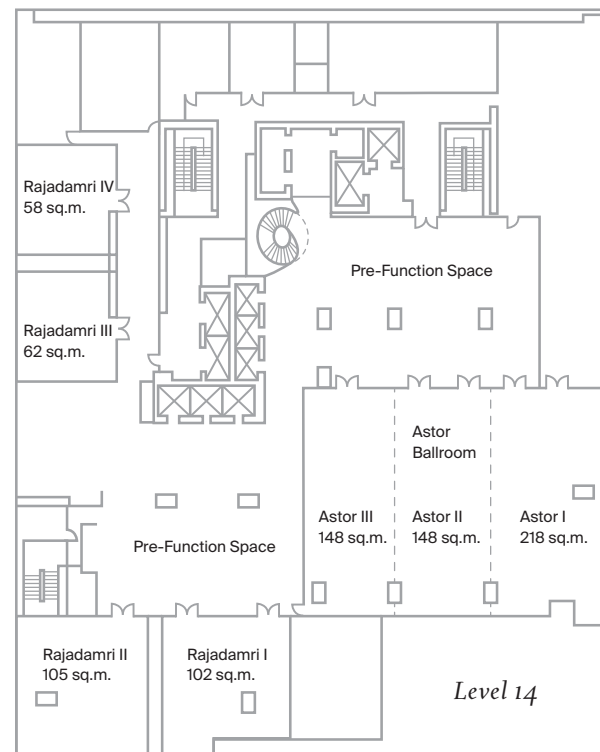 Rajadamri IV
58 sq.m.
Pre-Function Space
Rajadamri III
62 sq.m.
Astor
Ballroom
Astor III
148 sq.m.
Astor II
148 sq.m.
Astor I
218 sq.m.
Pre-Function Space
Rajadamri II
105 sq.m.
Rajadamri I
102 sq.m.
Level 14